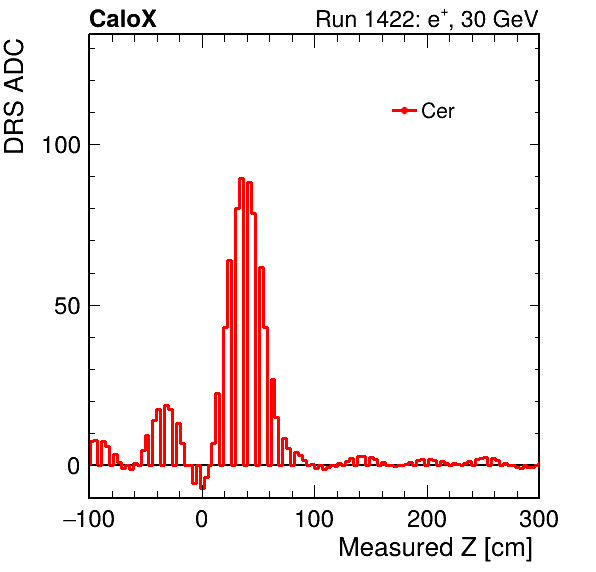 CaloX Run 1422: e⁺, 30 GeV
DRS ADC
Cer
100
50
0
−100 0 100 200 300
Measured Z [cm]